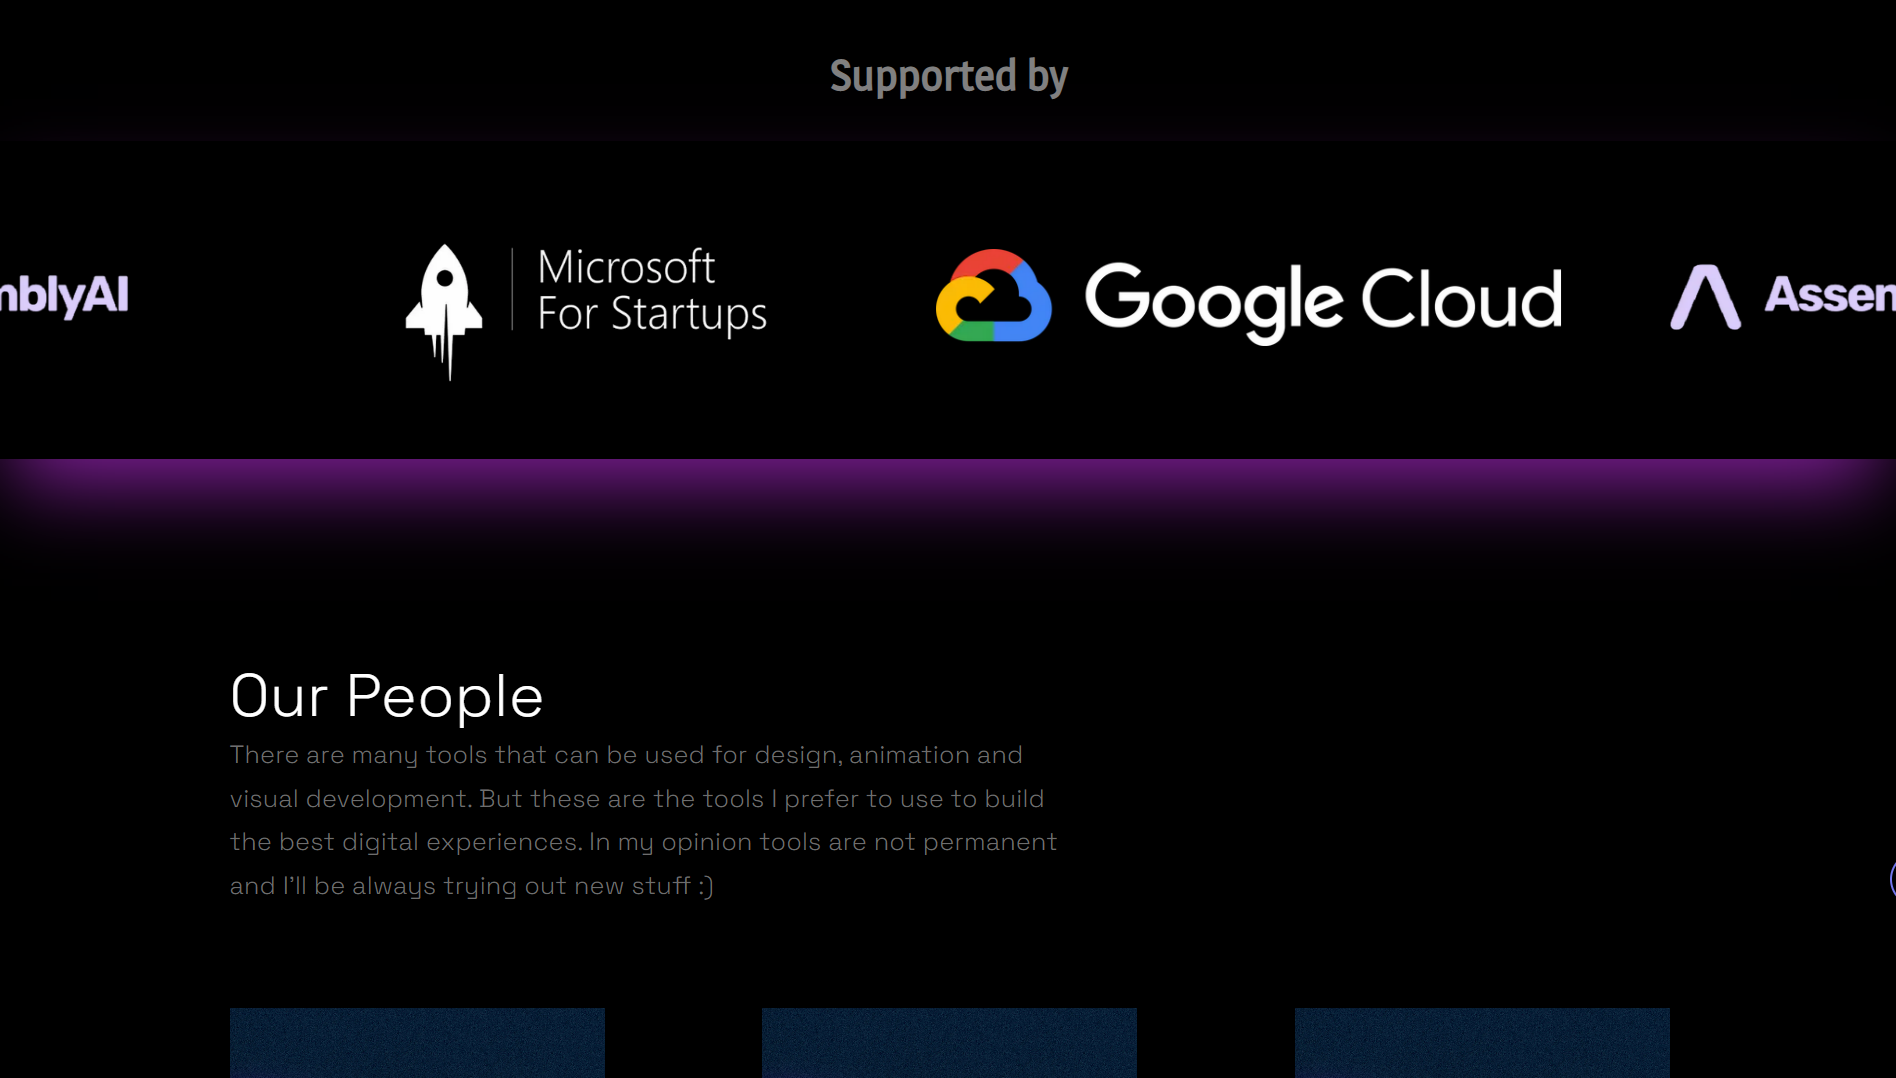 Supported by
mblyAI
Microsoft
For Startups
Google Cloud
Assem
Our People
There are many tools that can be used for design, animation and
visual development. But these are the tools I prefer to use to build
the best digital experiences. In my opinion tools are not permanent
and I'll be always trying out new stuff :)